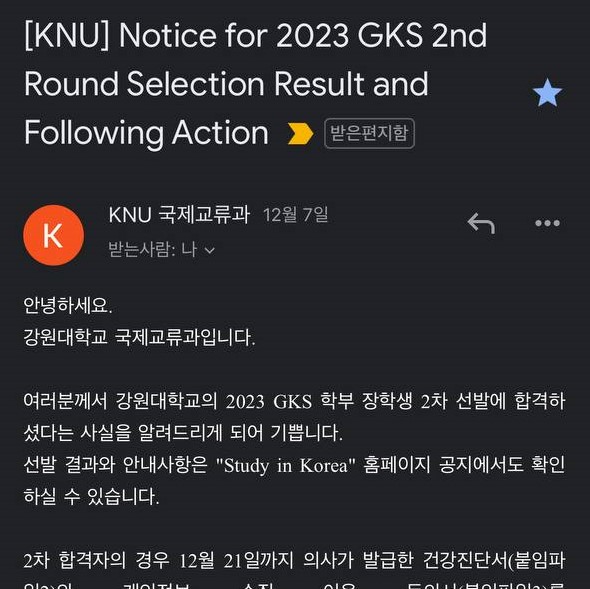 [KNU] Notice for 2023 GKS 2nd
Round Selection Result and
Following Action 받은편지함
K
KNU 국제교류과 12월 7일
받는사람: 나
안녕하세요.
강원대학교 국제교류과입니다.
여러분께서 강원대학교의 2023 GKS 학부 장학생 2차 선발에 합격하
셨다는 사실을 알려드리게 되어 기쁩니다.
선발 결과와 안내사항은 "Study in Korea" 홈페이지 공지에서도 확인
하실 수 있습니다.
2차 합격자의 경우 12월 21일까지 의사가 발급한 건강진단서(붙임파